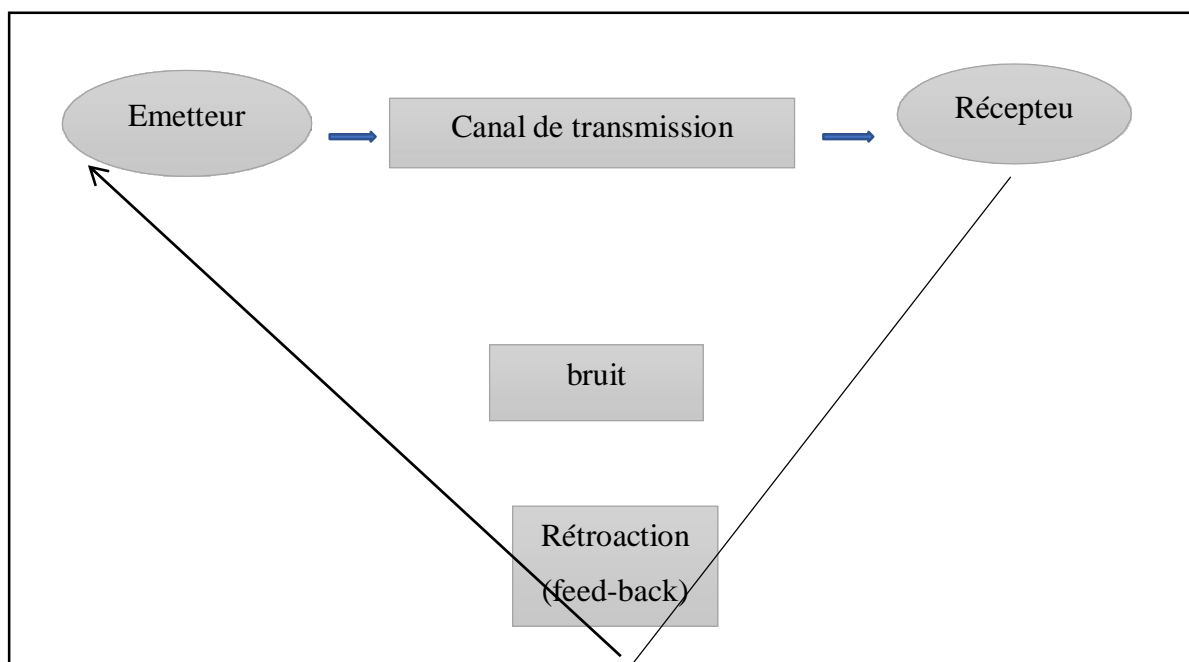 Emetteur
Canal de transmission
Récepteu
bruit
Rétroaction
(feed-back)